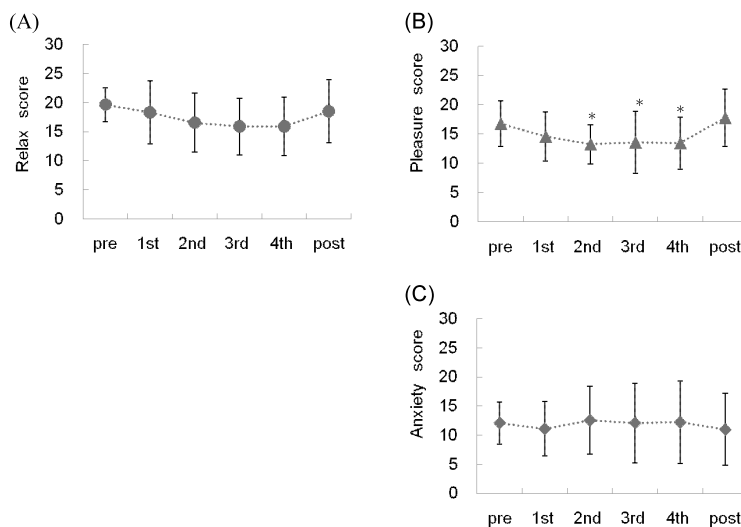 (A)
Relax score
30
25
20
15
10
5
0
pre 1st 2nd 3rd 4th post
(B)
Pleasure score
30
25
20
15
10
5
0
* * *
pre 1st 2nd 3rd 4th post
(C)
Anxiety score
30
25
20
15
10
5
0
pre 1st 2nd 3rd 4th post